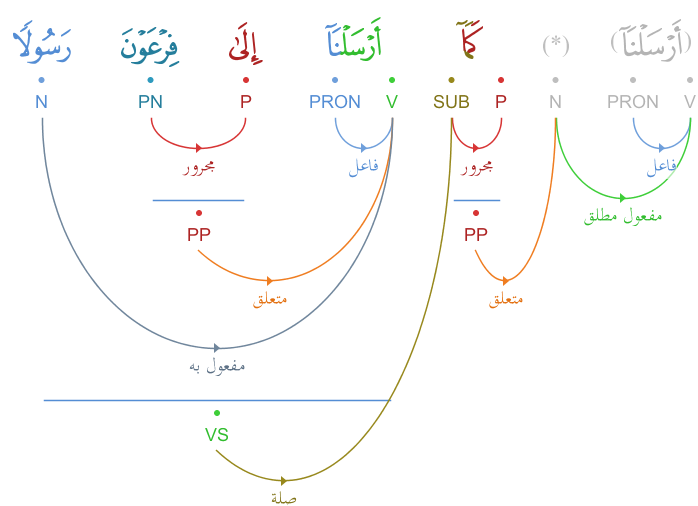 (أَرْسَلْنَآ) (*) كَمَآ أَرْسَلْنَآ إِلَىٰ فِرْعَوْنَ رَسُولًا
V PRON N P SUB V PRON P PN N
فاعل مجرور فاعل مجرور
مفعول مطلق
PP PP
متعلق متعلق
مفعول به
VS
صلة